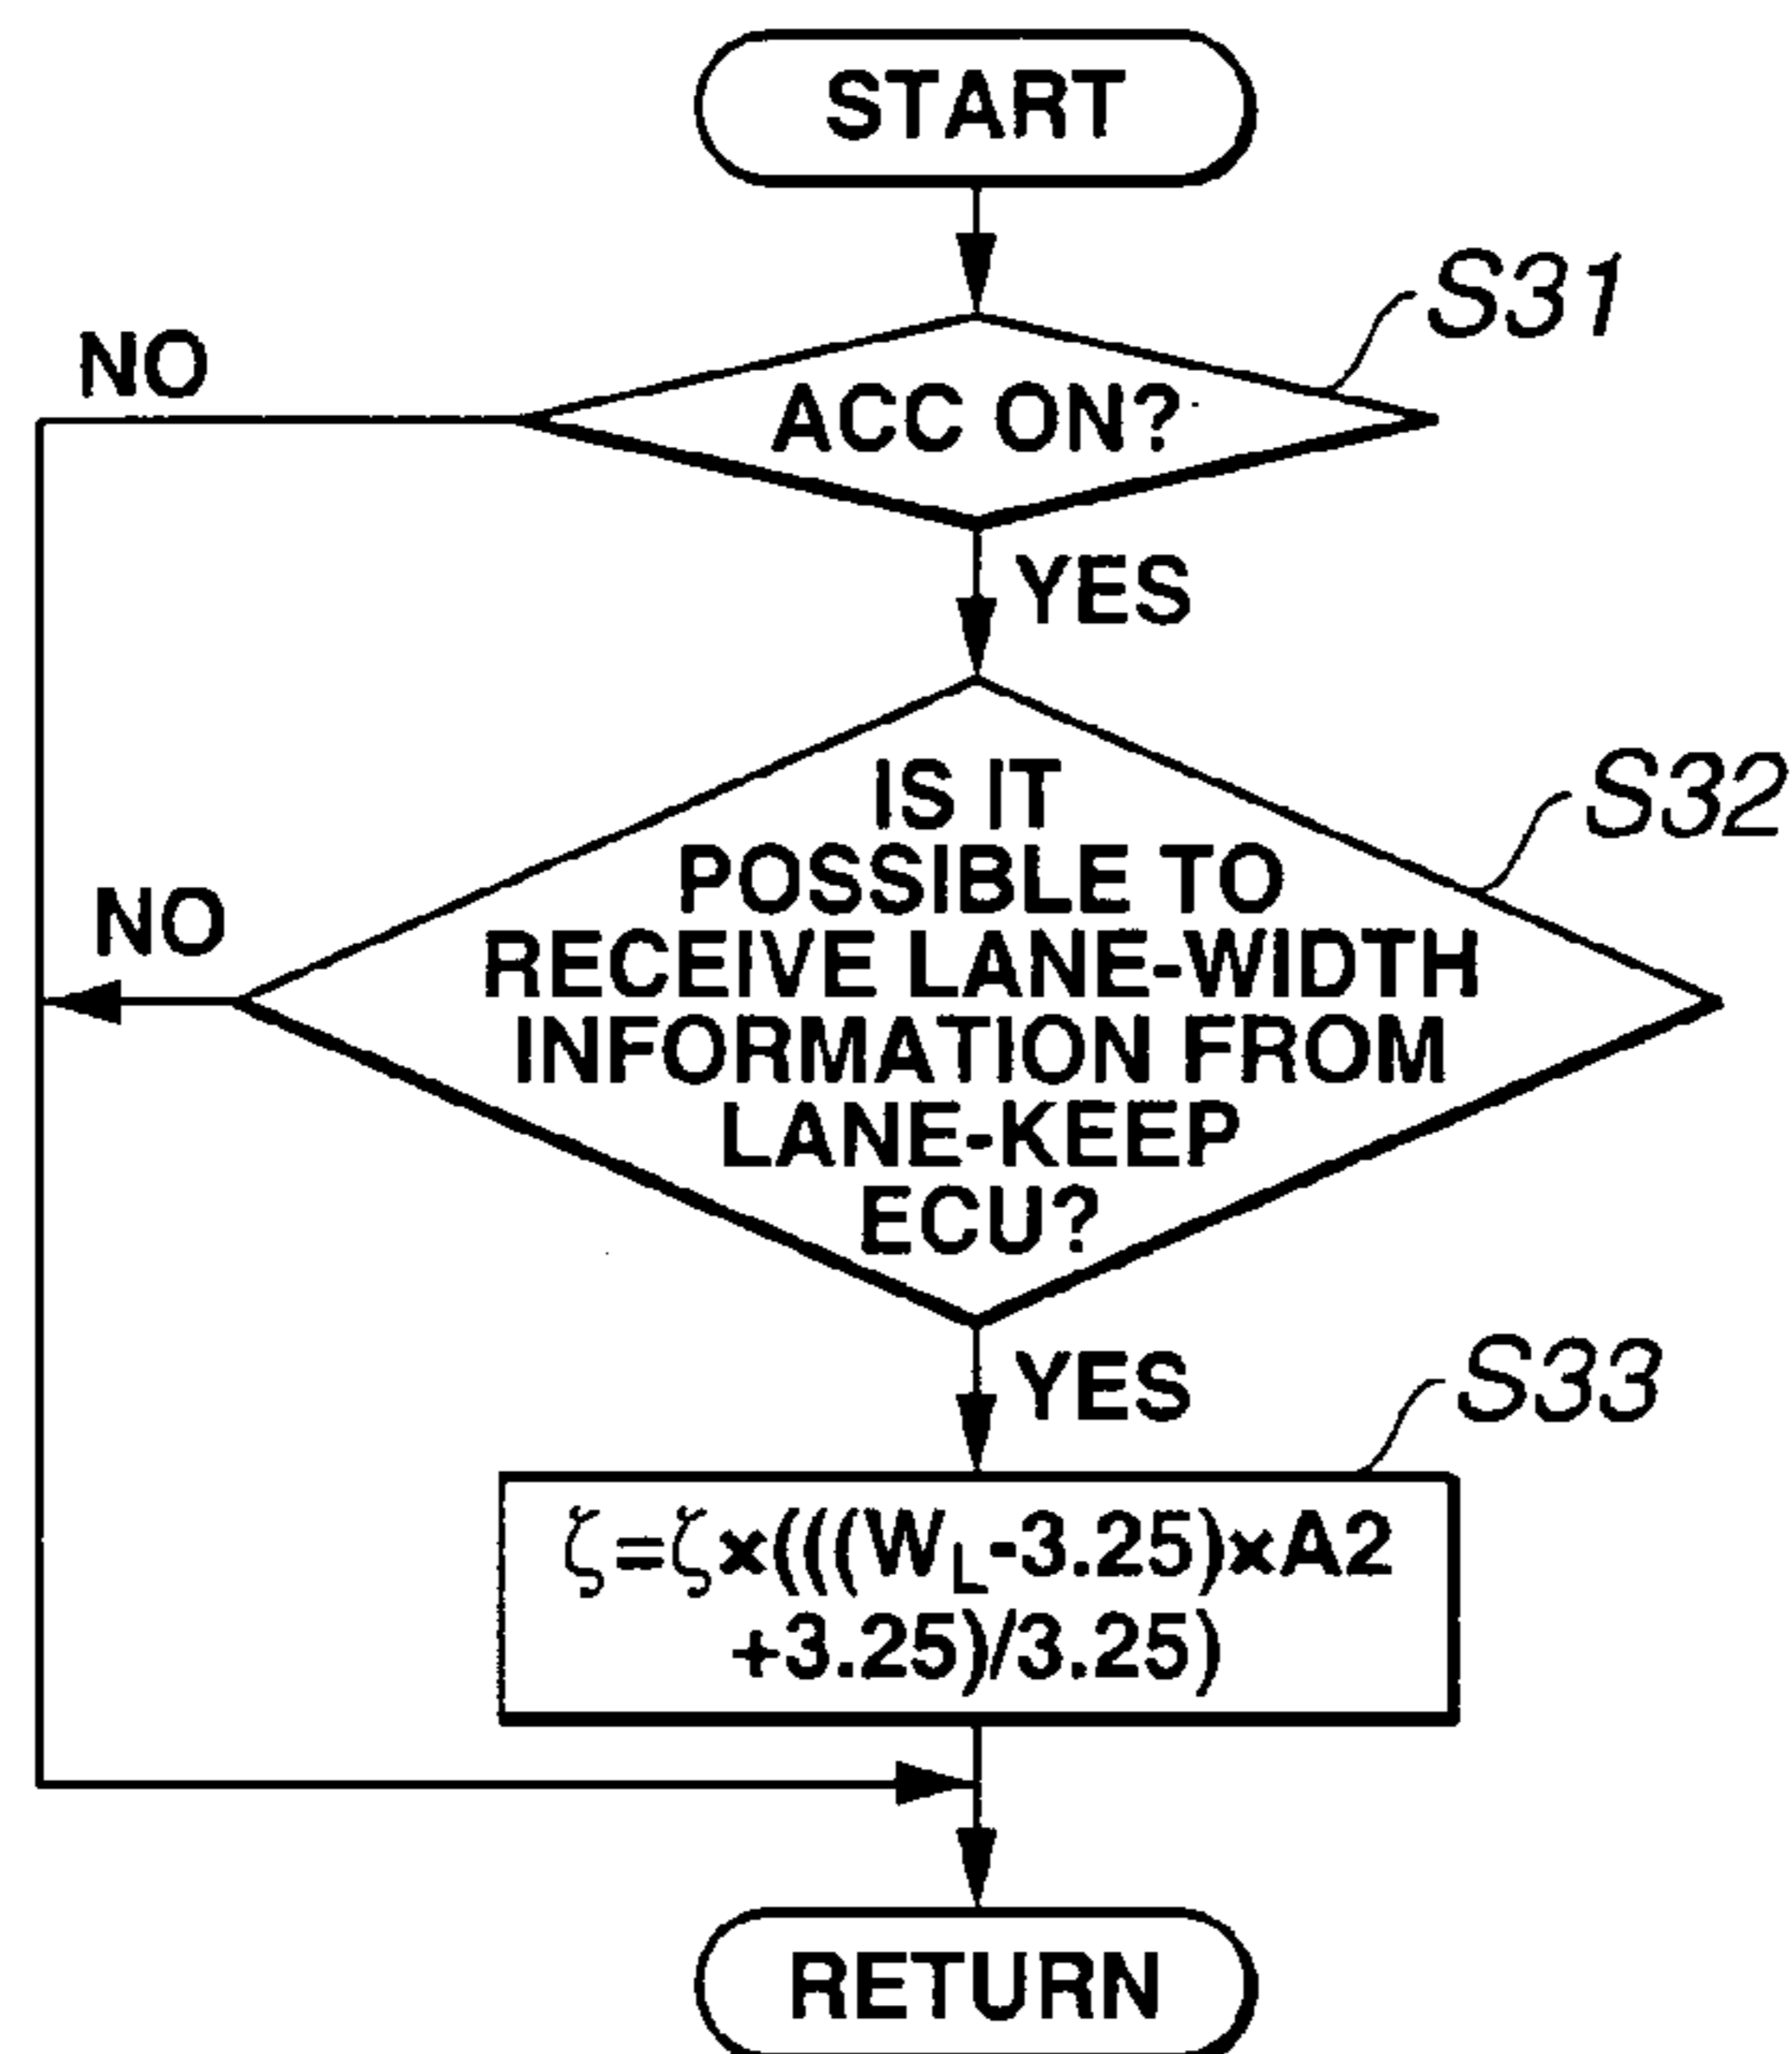 START
S31
NO
ACC ON?
YES
S32
IS IT
POSSIBLE TO
NO
RECEIVE LANE-WIDTH
INFORMATION FROM
LANE-KEEP
ECU?
YES
S33
ζ=ζ×(((W_L-3.25)×A2
+3.25)/3.25)
RETURN